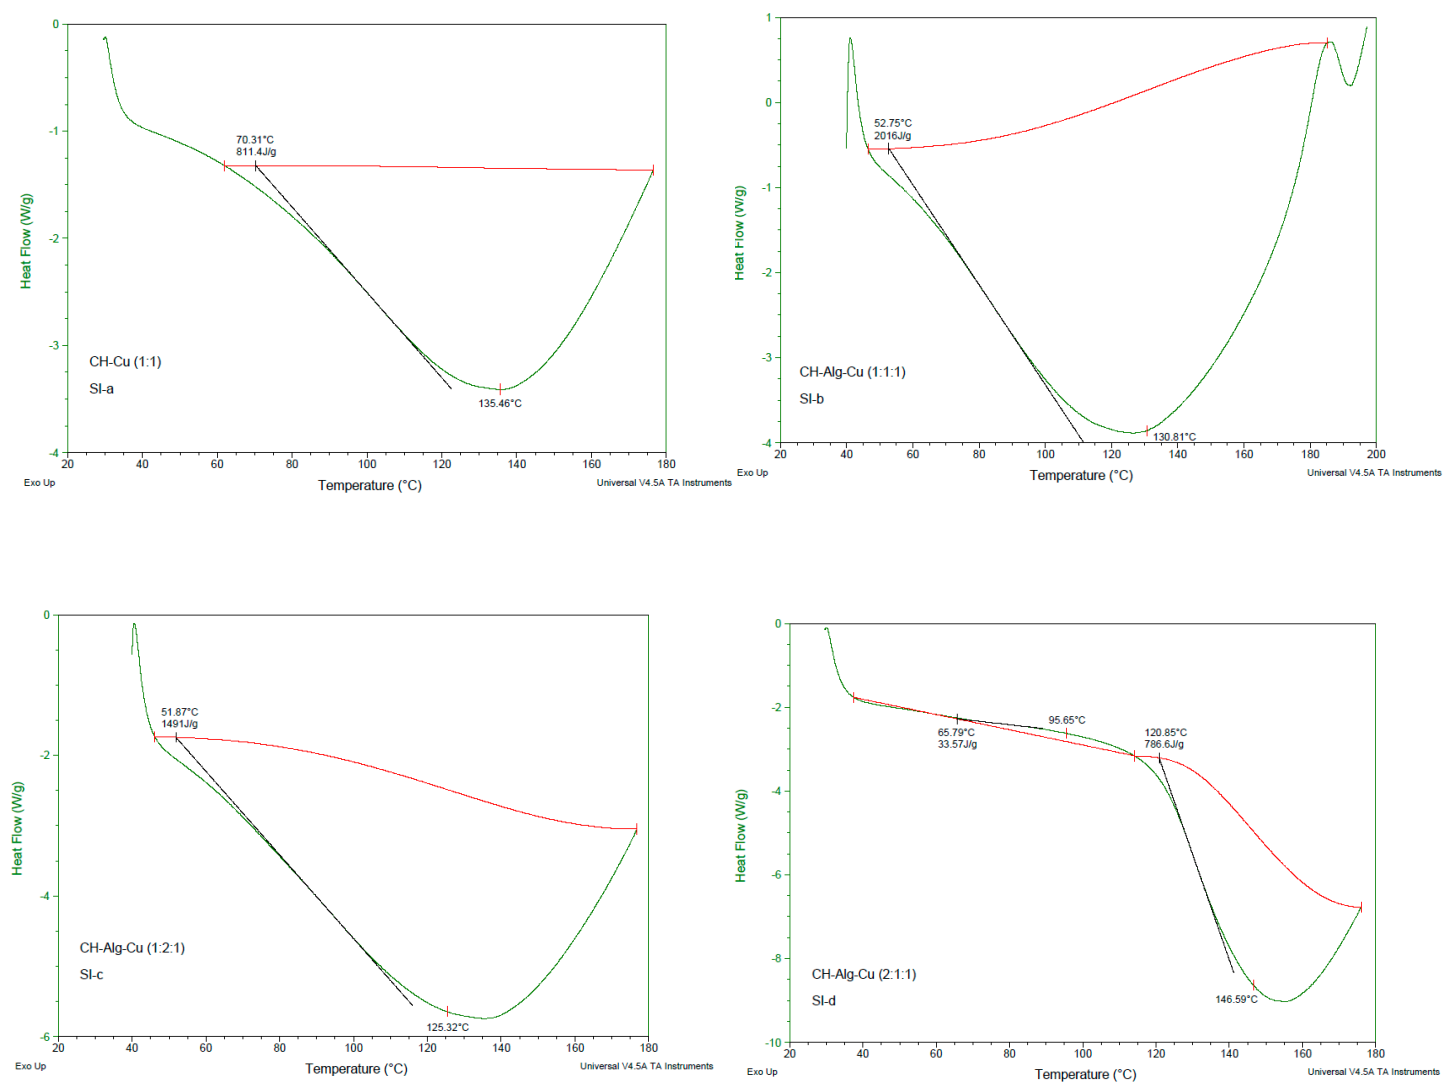 0
-1
-2
-3
-4
Heat Flow (W/g)
70.31°C
811.4J/g
135.46°C
CH-Cu (1:1)
SI-a
20 40 60 80 100 120 140 160 180
Exo Up
Temperature (°C)
Universal V4.5A TA Instruments
1
0
-1
-2
-3
-4
Heat Flow (W/g)
52.75°C
2016J/g
130.81°C
CH-Alg-Cu (1:1:1)
SI-b
20 40 60 80 100 120 140 160 180 200
Exo Up
Temperature (°C)
Universal V4.5A TA Instruments
0
-2
-4
-6
Heat Flow (W/g)
51.87°C
1491J/g
125.32°C
CH-Alg-Cu (1:2:1)
SI-c
20 40 60 80 100 120 140 160 180
Exo Up
Temperature (°C)
Universal V4.5A TA Instruments
0
-2
-4
-6
-8
-10
Heat Flow (W/g)
65.79°C
33.57J/g
95.65°C
120.85°C
786.6J/g
146.59°C
CH-Alg-Cu (2:1:1)
SI-d
20 40 60 80 100 120 140 160 180
Exo Up
Temperature (°C)
Universal V4.5A TA Instruments